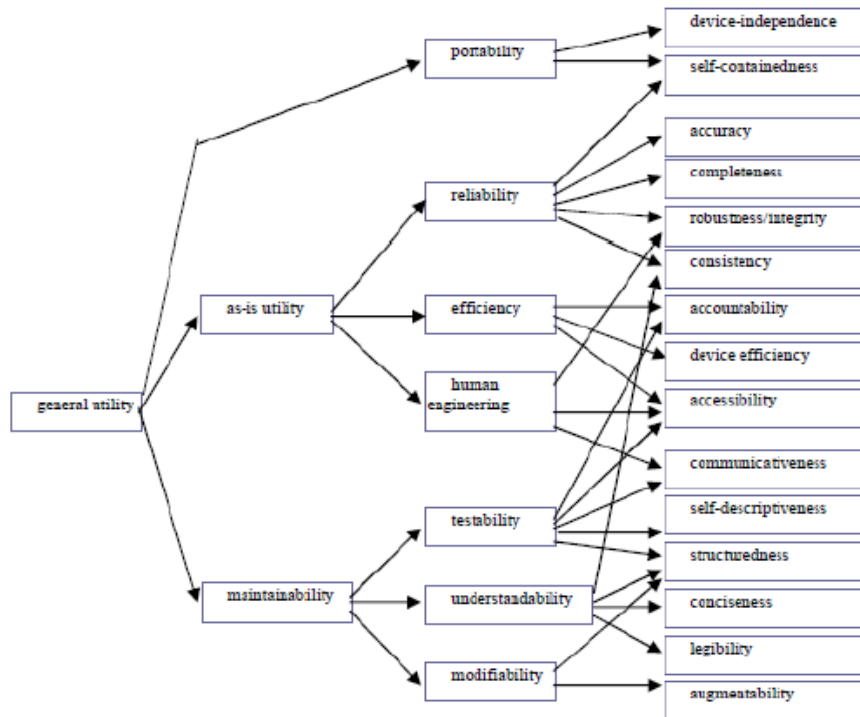 device-independence
portability
self-containedness
accuracy
completeness
reliability
robustness/integrity
consistency
as-is utility
efficiency
accountability
device efficiency
human
engineering
accessibility
general utility
communicativeness
testability
self-descriptiveness
structuredness
maintainability
understandability
conciseness
legibility
modifiability
augmentability